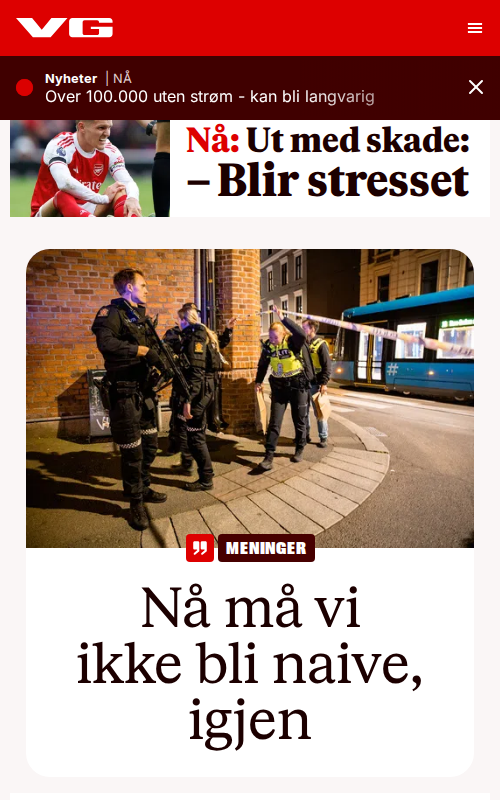 VG
Nyheter | NÅ
Over 100.000 uten strøm - kan bli langvarig
Nå: Ut med skade:
– Blir stresset
MENINGER
Nå må vi
ikke bli naive,
igjen